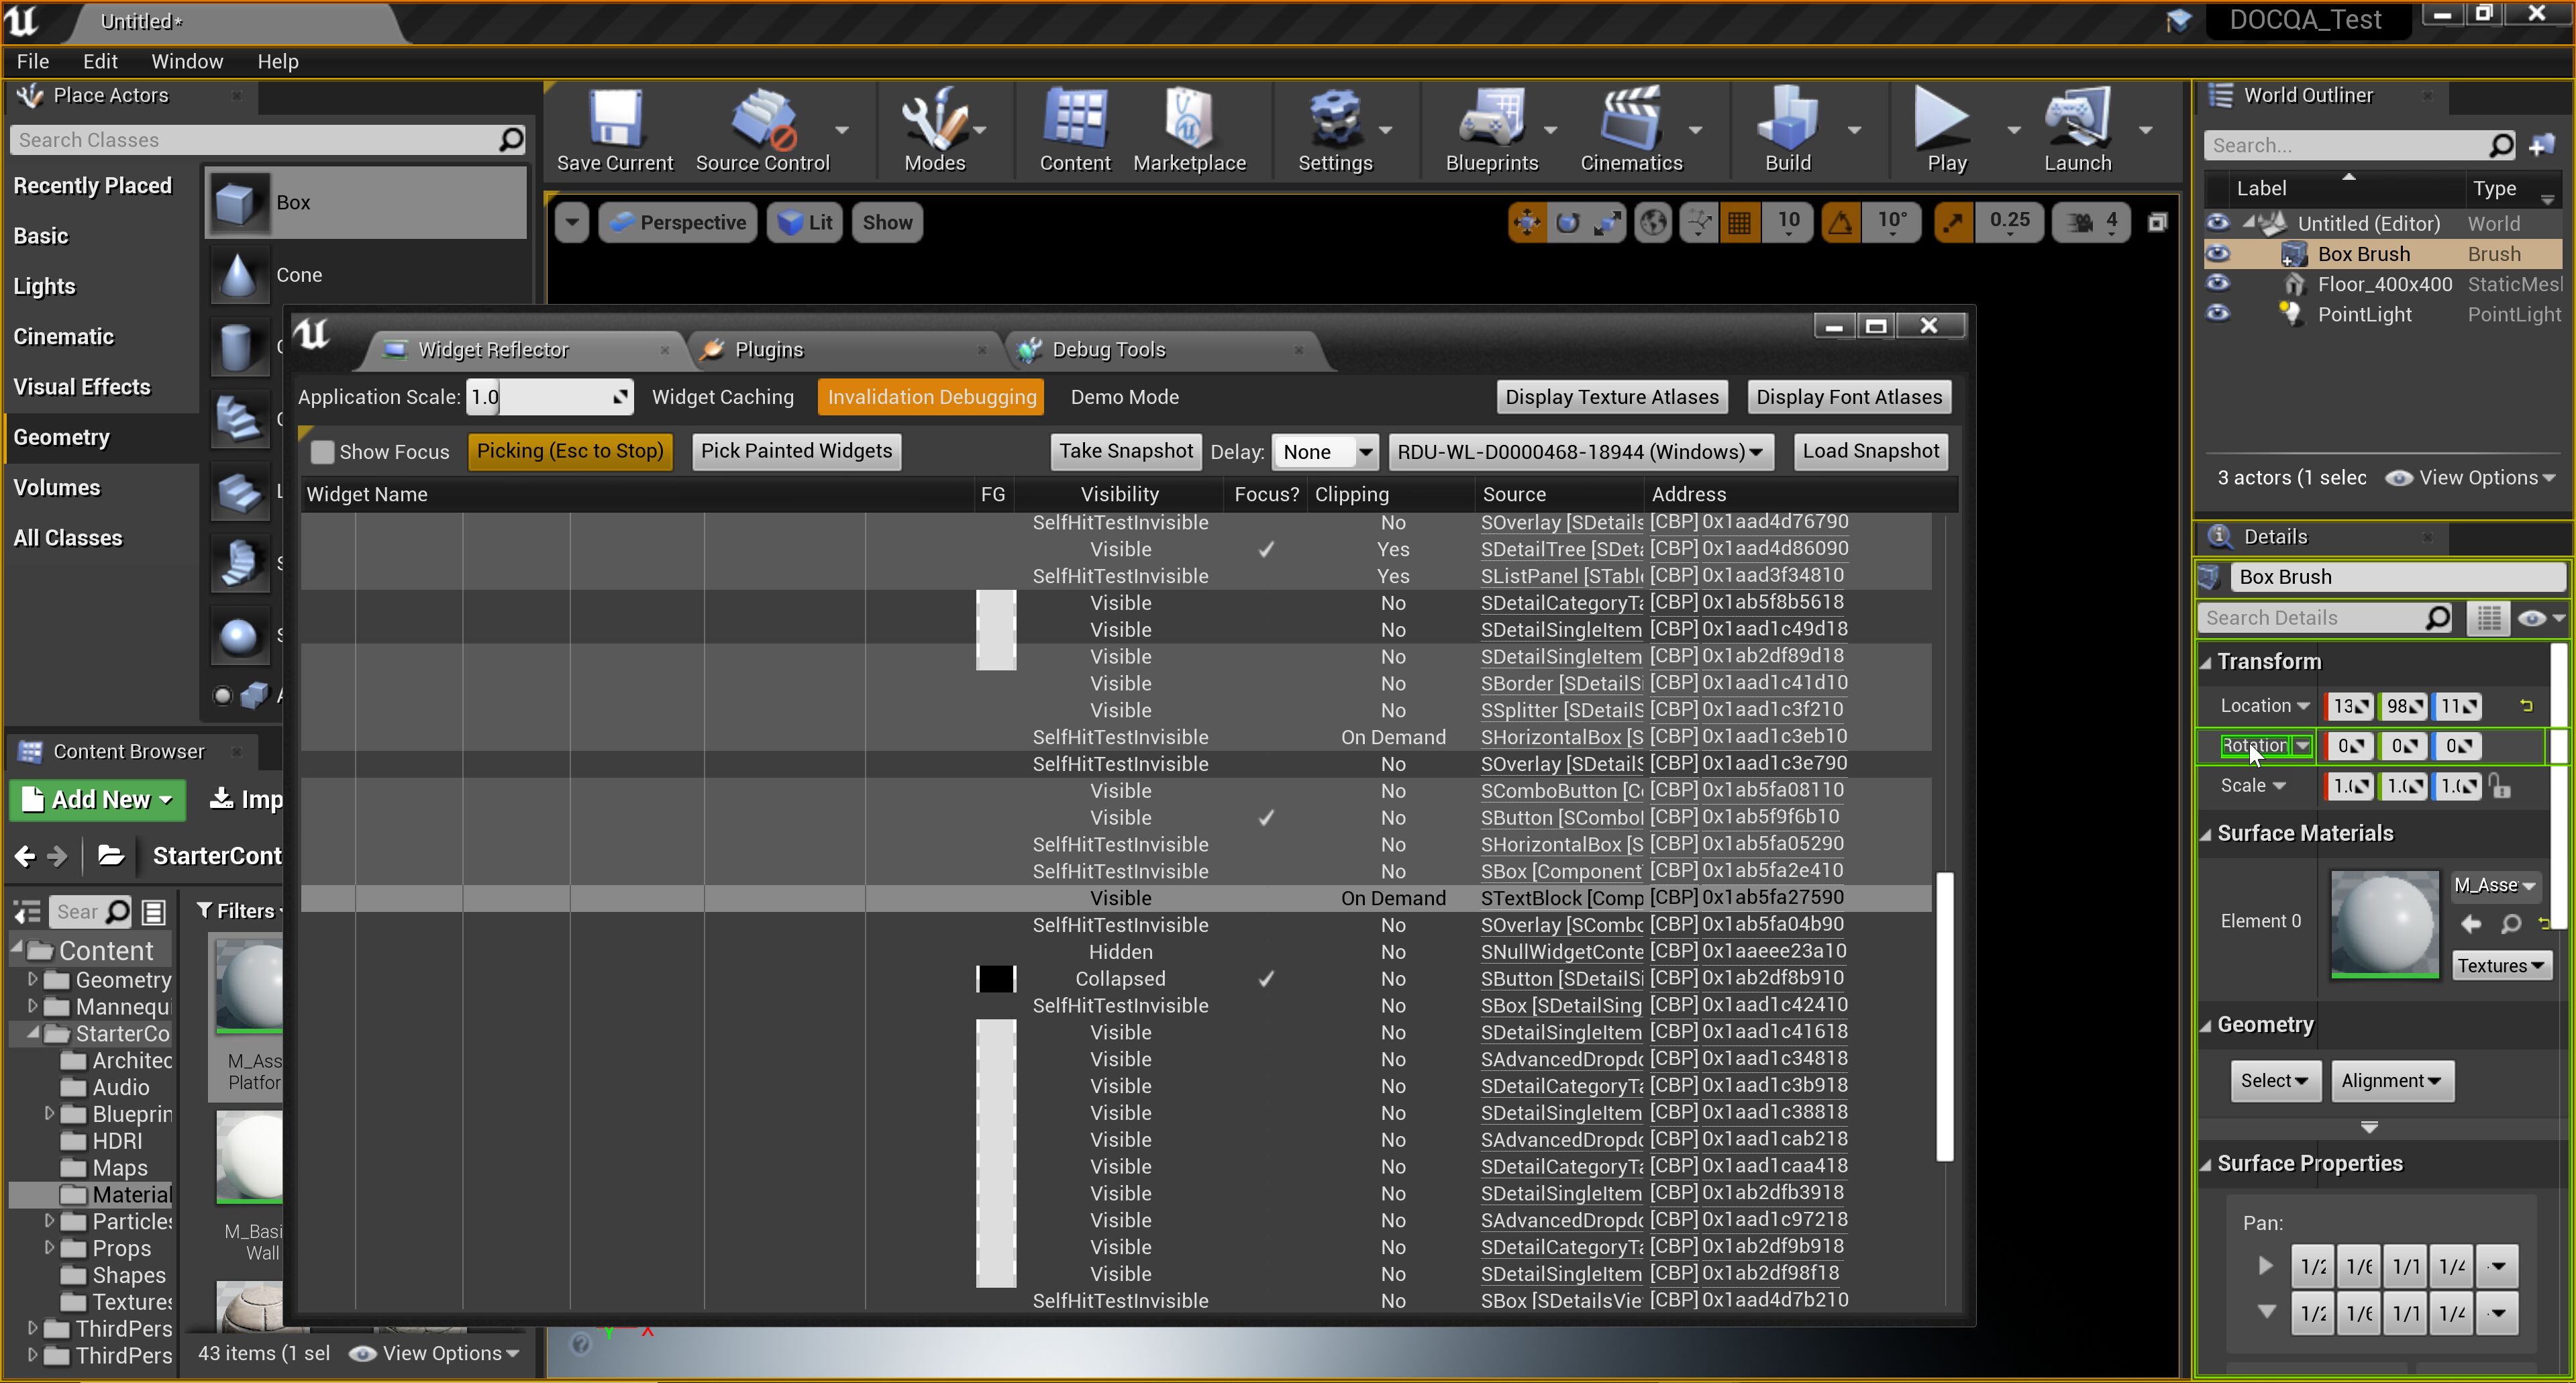 Untitled*
DOCQA_Test
File Edit Window Help
Place Actors
Search Classes
Recently Placed
Basic
Lights
Cinematic
Visual Effects
Geometry
Volumes
All Classes
Box
Cone
Save Current Source Control Modes Content Marketplace Settings Blueprints Cinematics Build Play Launch
Perspective Lit Show
10 10° 0.25 4
World Outliner
Search...
Label Type
Untitled (Editor) World
Box Brush Brush
Floor_400x400 StaticMesl
PointLight PointLight
3 actors (1 selec View Options
Widget Reflector Plugins Debug Tools
Application Scale: 1.0 Widget Caching Invalidation Debugging Demo Mode Display Texture Atlases Display Font Atlases
Show Focus Picking (Esc to Stop) Pick Painted Widgets Take Snapshot Delay: None RDU-WL-D0000468-18944 (Windows) Load Snapshot
Widget Name FG Visibility Focus? Clipping Source Address
SelfHitTestInvisible No SOverlay [SDetails [CBP] 0x1aad4d76790
Visible Yes SDetailTree [SDeta [CBP] 0x1aad4d86090
SelfHitTestInvisible Yes SListPanel [STable [CBP] 0x1aad3f34810
Visible No SDetailCategoryTa [CBP] 0x1ab5f8b5618
Visible No SDetailSingleItem [CBP] 0x1aad1c49d18
Visible No SDetailSingleItem [CBP] 0x1ab2df89d18
Visible No SBorder [SDetailSi [CBP] 0x1aad1c41d10
Visible No SSplitter [SDetailS [CBP] 0x1aad1c3f210
SelfHitTestInvisible On Demand SHorizontalBox [S [CBP] 0x1aad1c3eb10
SelfHitTestInvisible No SOverlay [SDetailS [CBP] 0x1aad1c3e790
Visible No SComboButton [C [CBP] 0x1ab5fa08110
Visible No SButton [SCombo [CBP] 0x1ab5f9f6b10
SelfHitTestInvisible No SHorizontalBox [S [CBP] 0x1ab5fa05290
SelfHitTestInvisible No SBox [Component [CBP] 0x1ab5fa2e410
Visible On Demand STextBlock [Comp [CBP] 0x1ab5fa27590
SelfHitTestInvisible No SOverlay [SCombo [CBP] 0x1ab5fa04b90
Hidden No SNullWidgetConte [CBP] 0x1aaeee23a10
Collapsed No SButton [SDetailSi [CBP] 0x1ab2df8b910
SelfHitTestInvisible No SBox [SDetailSing [CBP] 0x1aad1c42410
Visible No SDetailSingleItem [CBP] 0x1aad1c41618
Visible No SAdvancedDropdo [CBP] 0x1aad1c34818
Visible No SDetailCategoryTa [CBP] 0x1aad1c3b918
Visible No SDetailSingleItem [CBP] 0x1aad1c38818
Visible No SAdvancedDropdo [CBP] 0x1aad1cab218
Visible No SDetailCategoryTa [CBP] 0x1aad1caa418
Visible No SDetailSingleItem [CBP] 0x1ab2dfb3918
Visible No SAdvancedDropdo [CBP] 0x1aad1c97218
Visible No SDetailCategoryTa [CBP] 0x1ab2df9b918
Visible No SDetailSingleItem [CBP] 0x1ab2df98f18
SelfHitTestInvisible No SBox [SDetailsVie [CBP] 0x1aad4d7b210
Content Browser
Add New Imp
StarterCont
Sear Filters
Content
Geometry
Mannequi
StarterCo
Architec
Audio
Blueprin
HDRI
Maps
Material
Particles
Props
Shapes
Textures
ThirdPers
ThirdPers
M_Ass
Platfor
M_Basi
Wall
43 items (1 sel View Options
Y X
Details
Box Brush
Search Details
Transform
Location 13 98 11
Rotation 0 0 0
Scale 1.0 1.0 1.0
Surface Materials
Element 0 M_Asse
Textures
Geometry
Select Alignment
Surface Properties
Pan:
1/2 1/6 1/1 1/4
1/2 1/6 1/1 1/4